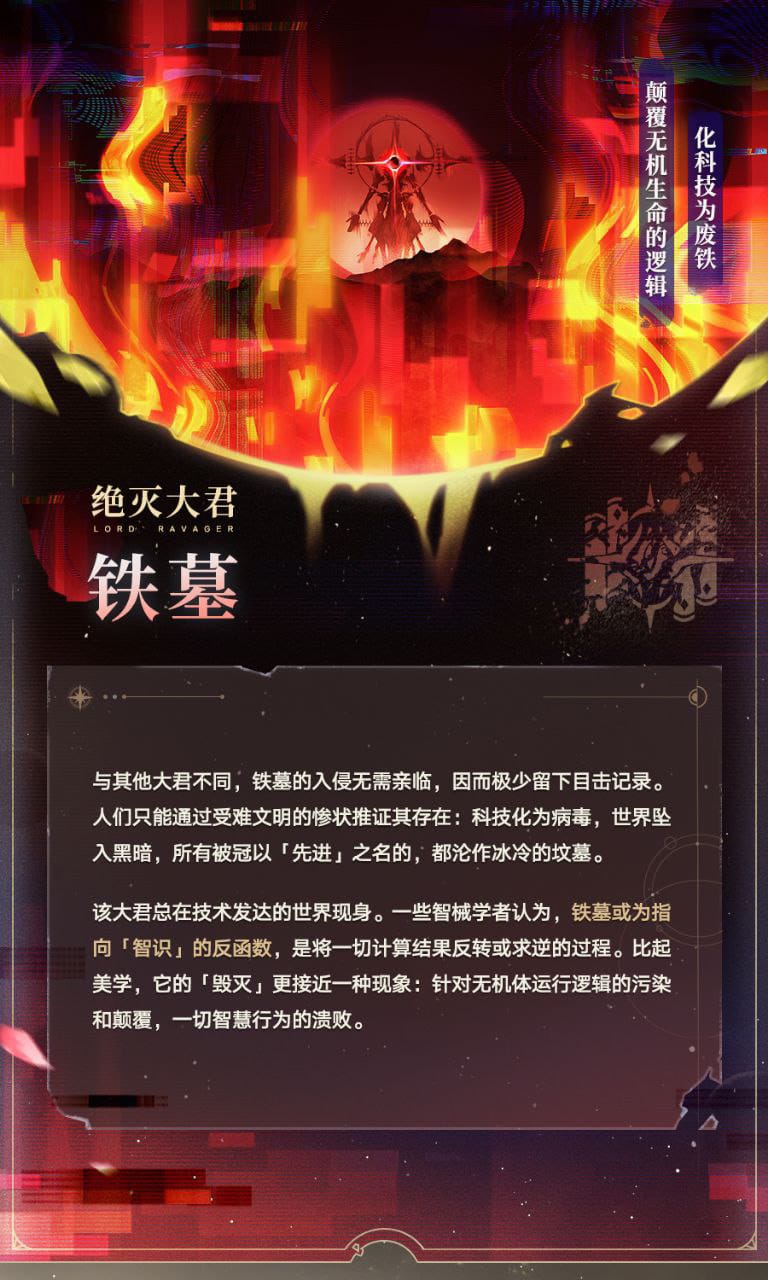 化科技为废铁
颠覆无机生命的逻辑
绝灭大君
LORD RAVAGER
铁墓
与其他大君不同，铁墓的入侵无需亲临，因而极少留下目击记录。
人们只能通过受难文明的惨状推证其存在：科技化为病毒，世界坠
入黑暗，所有被冠以「先进」之名的，都沦作冰冷的坟墓。
该大君总在技术发达的世界现身。一些智械学者认为，铁墓或为指
向「智识」的反函数，是将一切计算结果反转或求逆的过程。比起
美学，它的「毁灭」更接近一种现象：针对无机体运行逻辑的污染
和颠覆，一切智慧行为的溃败。